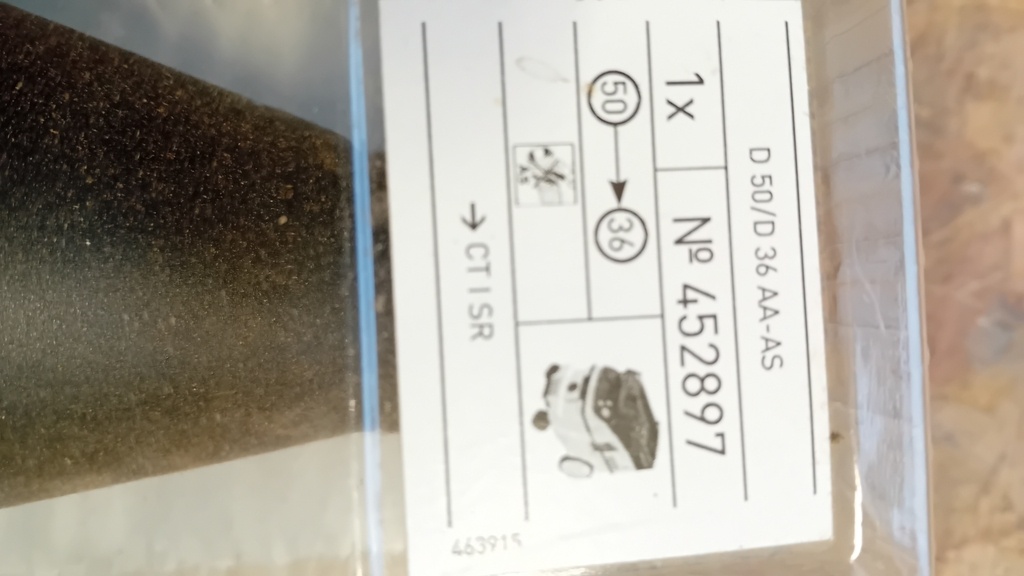 D 50/D 36 AA-AS
1x
Nº 452897
50
36
→ CT | SR
463915